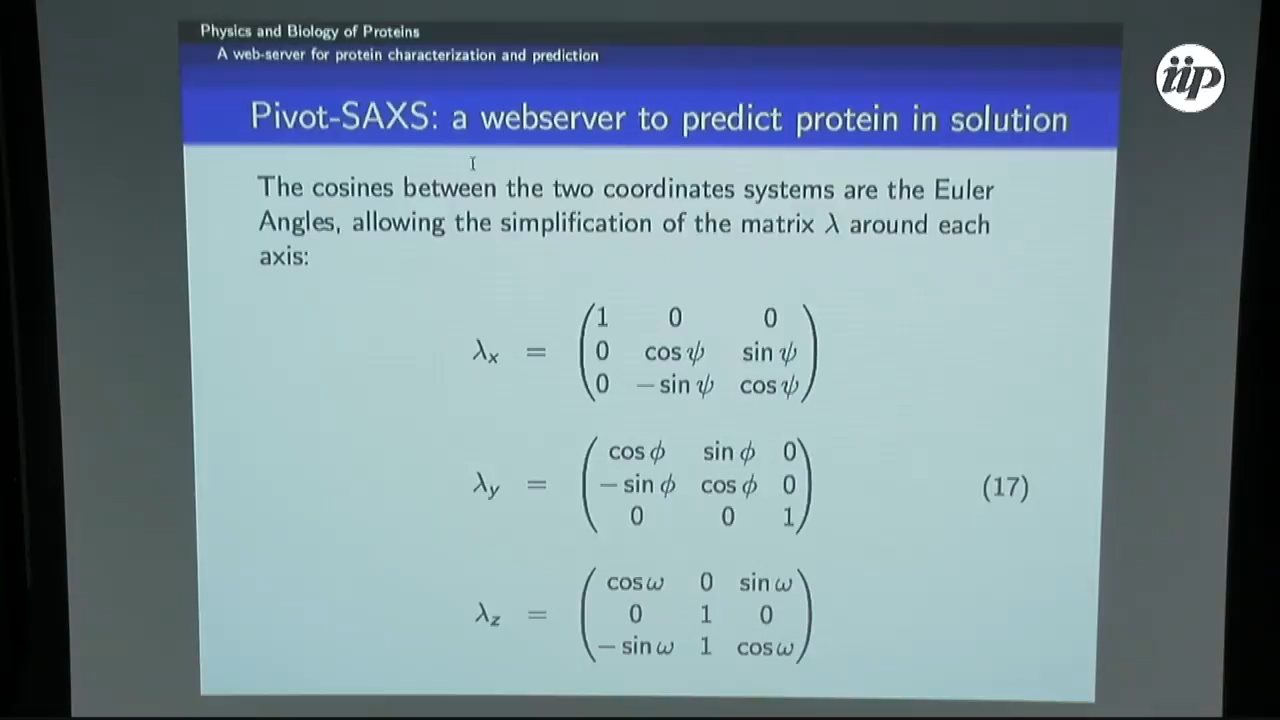 Physics and Biology of Proteins
A web-server for protein characterization and prediction
iip
Pivot-SAXS: a webserver to predict protein in solution
The cosines between the two coordinates systems are the Euler
Angles, allowing the simplification of the matrix λ around each
axis:
1 0 0
λx = 0 cos ψ sin ψ
0 − sin ψ cos ψ
cos ϕ sin ϕ 0
λy = − sin ϕ cos ϕ 0 (17)
0 0 1
cos ω 0 sin ω
λz = 0 1 0
− sin ω 1 cos ω